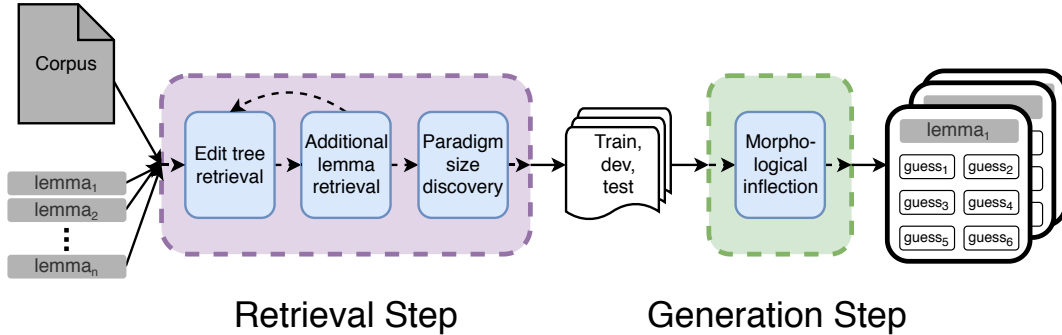 Corpus
lemma₁
lemma₂
lemmaₙ
Edit tree
retrieval
Additional
lemma
retrieval
Paradigm
size
discovery
Train,
dev,
test
Morpho-
logical
inflection
lemma₁
guess₁ guess₂
guess₃ guess₄
guess₅ guess₆
Retrieval Step
Generation Step